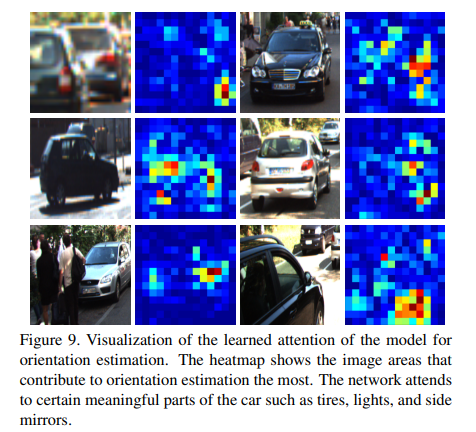 Figure 9. Visualization of the learned attention of the model for
orientation estimation. The heatmap shows the image areas that
contribute to orientation estimation the most. The network attends
to certain meaningful parts of the car such as tires, lights, and side
mirrors.